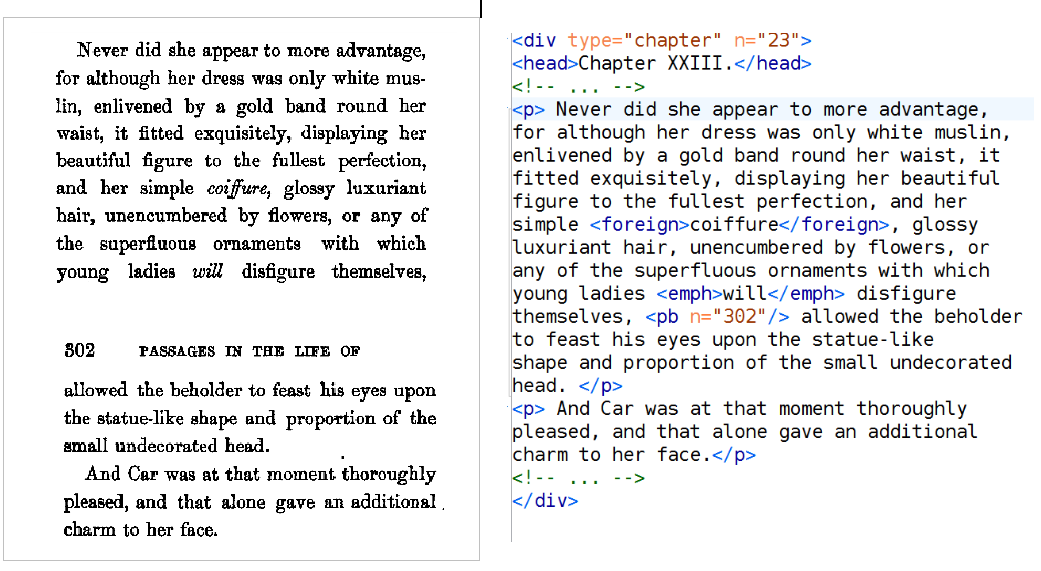 Never did she appear to more advantage,
for although her dress was only white mus-
lin, enlivened by a gold band round her
waist, it fitted exquisitely, displaying her
beautiful figure to the fullest perfection,
and her simple coiffure, glossy luxuriant
hair, unencumbered by flowers, or any of
the superfluous ornaments with which
young ladies will disfigure themselves,
302 PASSAGES IN THE LIFE OF
allowed the beholder to feast his eyes upon
the statue-like shape and proportion of the
small undecorated head.
And Car was at that moment thoroughly
pleased, and that alone gave an additional
charm to her face.
<div type="chapter" n="23">
<head>Chapter XXIII.</head>
<!-- ... -->
<p> Never did she appear to more advantage,
for although her dress was only white muslin,
enlivened by a gold band round her waist, it
fitted exquisitely, displaying her beautiful
figure to the fullest perfection, and her
simple <foreign>coiffure</foreign>, glossy
luxuriant hair, unencumbered by flowers, or
any of the superfluous ornaments with which
young ladies <emph>will</emph> disfigure
themselves, <pb n="302"/> allowed the beholder
to feast his eyes upon the statue-like
shape and proportion of the small undecorated
head. </p>
<p> And Car was at that moment thoroughly
pleased, and that alone gave an additional
charm to her face.</p>
<!-- ... -->
</div>